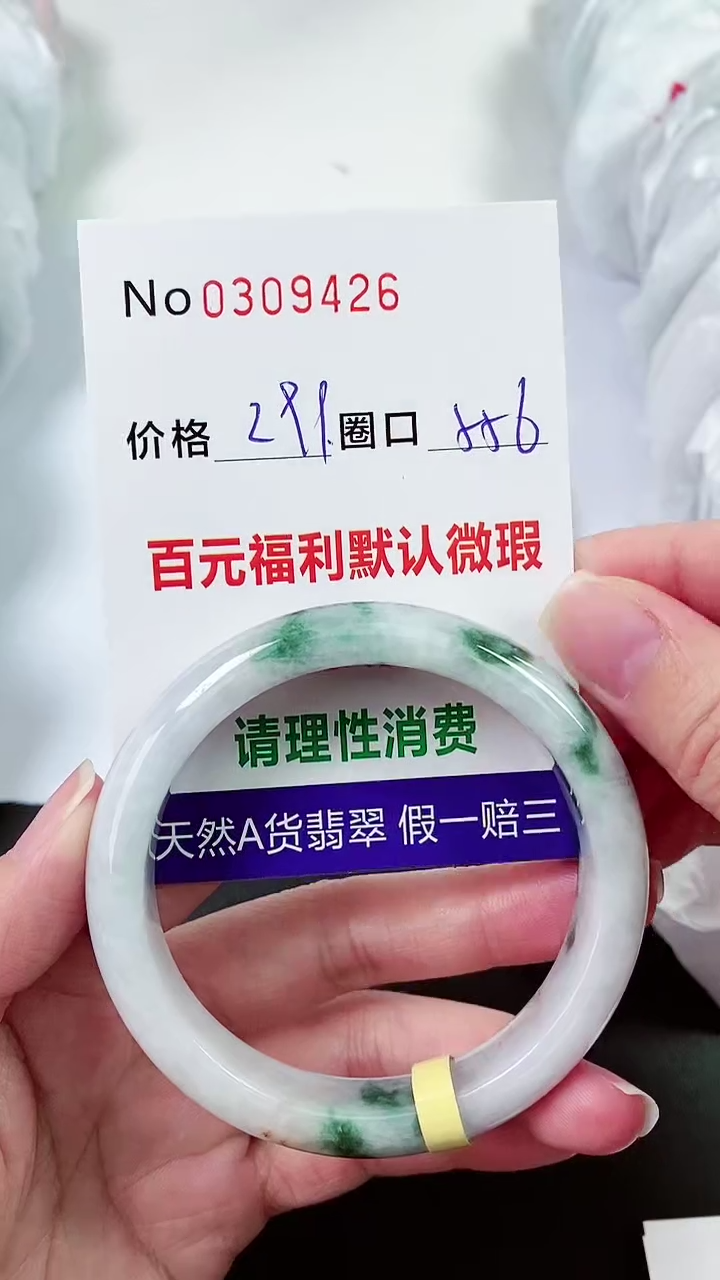 No0309426
价格 圈口
百元福利默认微瑕
请理性消费
天然A货翡翠 假一赔三